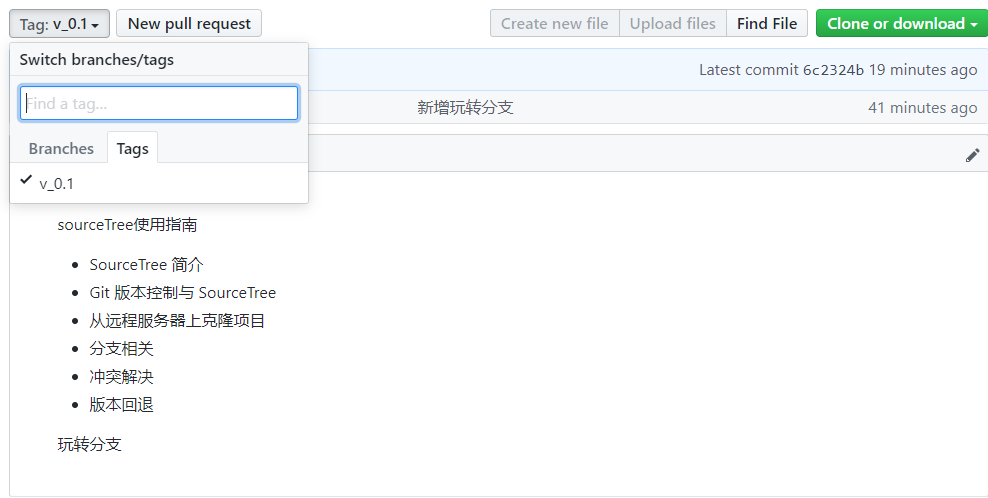 Tag: v_0.1 New pull request Create new file Upload files Find File Clone or download
Switch branches/tags
Latest commit 6c2324b 19 minutes ago
Find a tag...
新增玩转分支 41 minutes ago
Branches Tags
v_0.1
sourceTree使用指南
SourceTree 简介
Git 版本控制与 SourceTree
从远程服务器上克隆项目
分支相关
冲突解决
版本回退
玩转分支